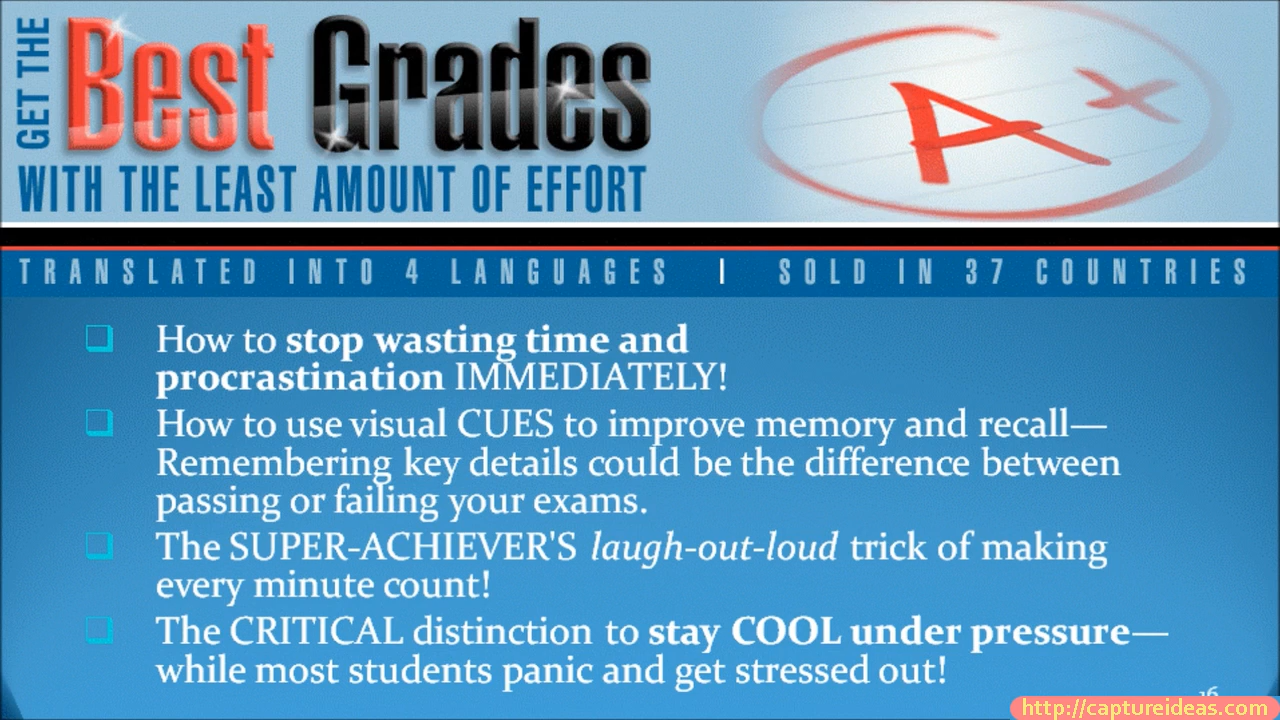 GET THE
Best Grades
WITH THE LEAST AMOUNT OF EFFORT
A+
TRANSLATED INTO 4 LANGUAGES | SOLD IN 37 COUNTRIES
How to stop wasting time and
procrastination IMMEDIATELY!
How to use visual CUES to improve memory and recall—
Remembering key details could be the difference between
passing or failing your exams.
The SUPER-ACHIEVER'S laugh-out-loud trick of making
every minute count!
The CRITICAL distinction to stay COOL under pressure—
while most students panic and get stressed out!
16
http://captureideas.com